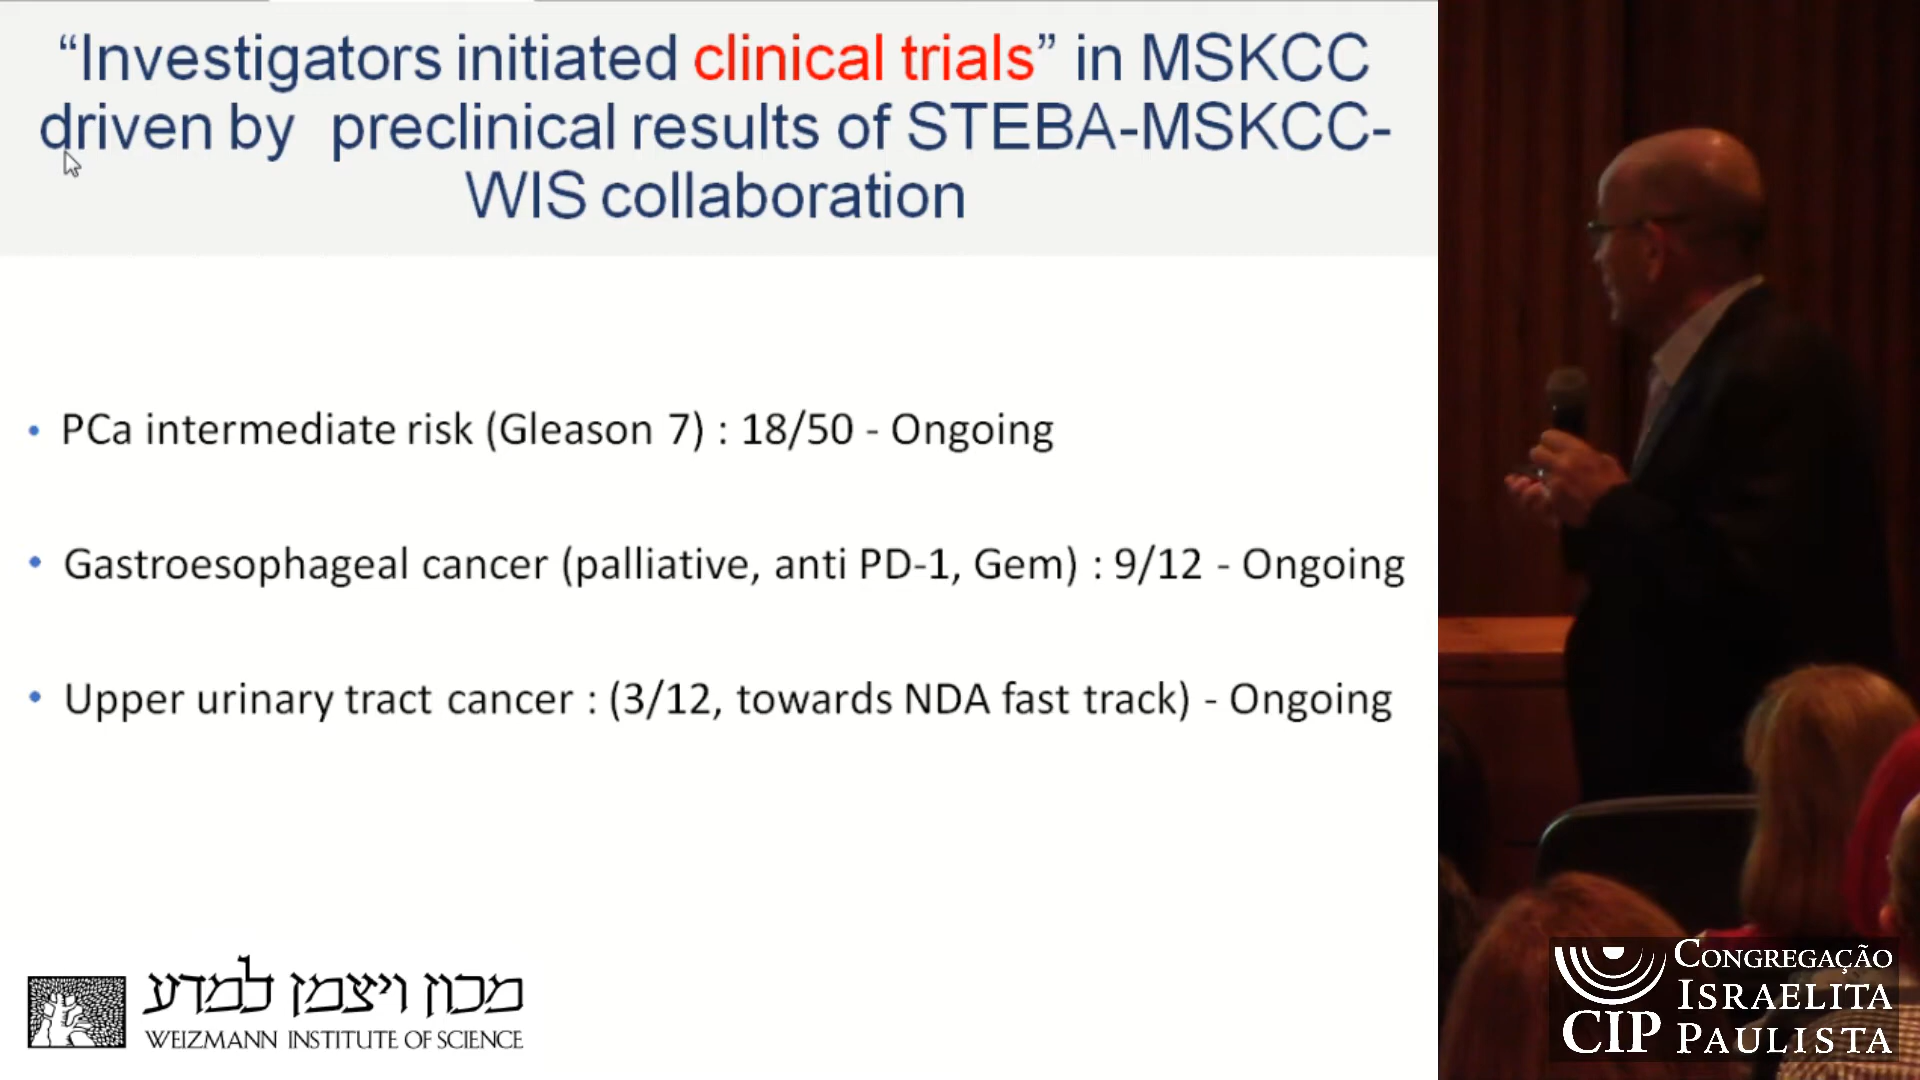 “Investigators initiated clinical trials” in MSKCC
driven by preclinical results of STEBA-MSKCC-
WIS collaboration
• PCa intermediate risk (Gleason 7) : 18/50 - Ongoing
• Gastroesophageal cancer (palliative, anti PD-1, Gem) : 9/12 - Ongoing
• Upper urinary tract cancer : (3/12, towards NDA fast track) - Ongoing
מכון ויצמן למדע
WEIZMANN INSTITUTE OF SCIENCE
CONGREGAÇÃO
ISRAELITA
CIP PAULISTA